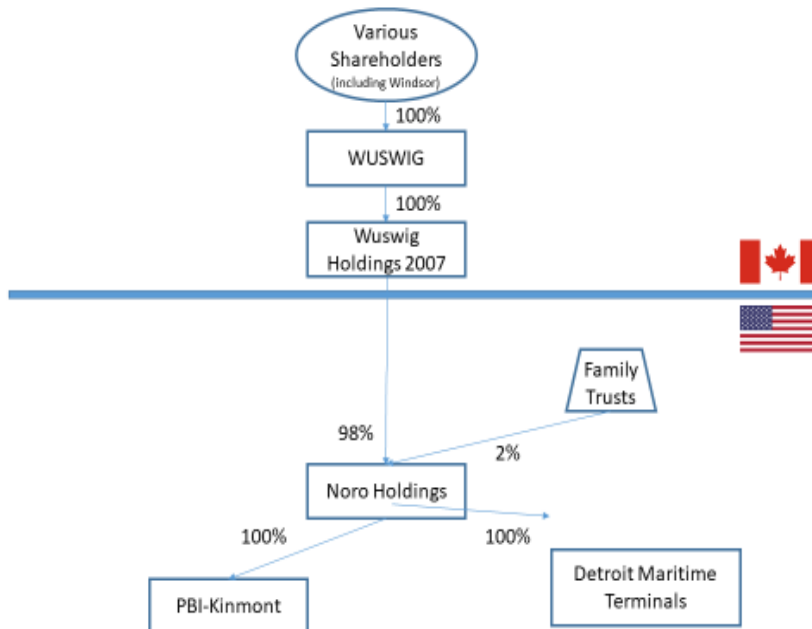 Various
Shareholders
(including Windsor)
100%
WUSWIG
100%
Wuswig
Holdings 2007
Family
Trusts
98%
2%
Noro Holdings
100%
100%
PBI-Kinmont
Detroit Maritime
Terminals